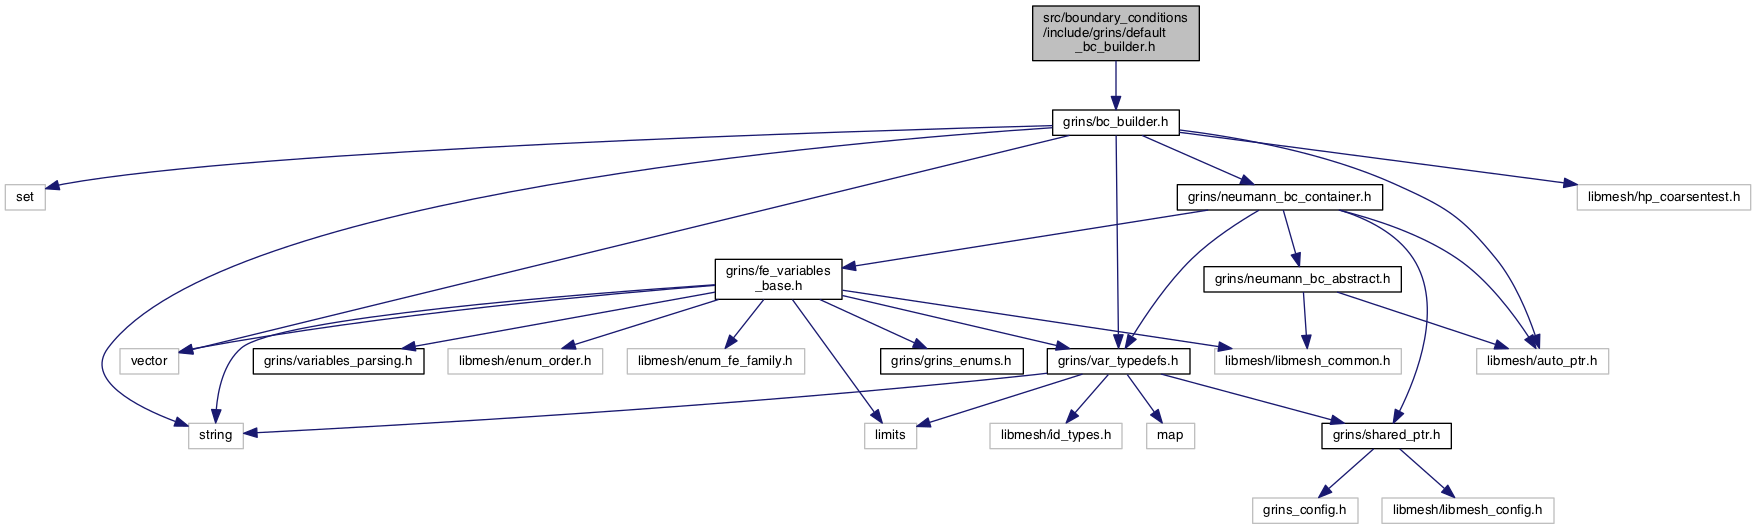 src/boundary_conditions
/include/grins/default
_bc_builder.h
grins/bc_builder.h
set
grins/neumann_bc_container.h
libmesh/hp_coarsentest.h
grins/fe_variables
_base.h
grins/neumann_bc_abstract.h
vector
grins/variables_parsing.h
libmesh/enum_order.h
libmesh/enum_fe_family.h
grins/grins_enums.h
grins/var_typedefs.h
libmesh/libmesh_common.h
libmesh/auto_ptr.h
string
limits
libmesh/id_types.h
map
grins/shared_ptr.h
grins_config.h
libmesh/libmesh_config.h